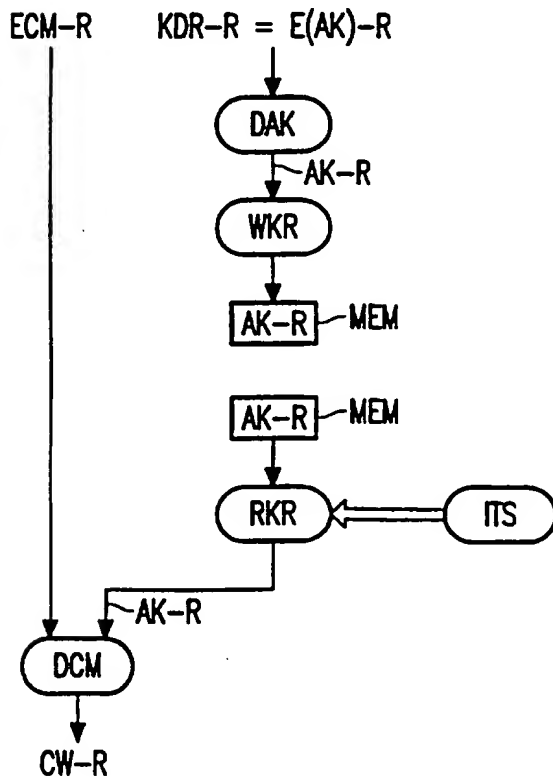 ECM-R KDR-R = E(AK)-R
DAK
AK-R
WKR
AK-R MEM
AK-R MEM
RKR ITS
AK-R
DCM
CW-R